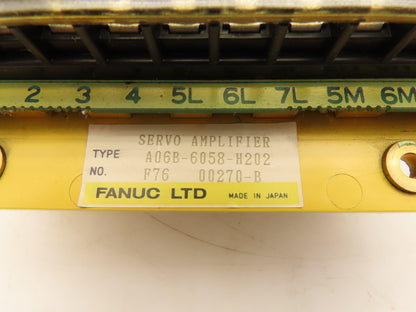 2 3 4 5L 6L 7L 5M 6M
SERVO AMPLIFIER
TYPE A06B-6058-H202
NO. F76 00270-B
FANUC LTD MADE IN JAPAN